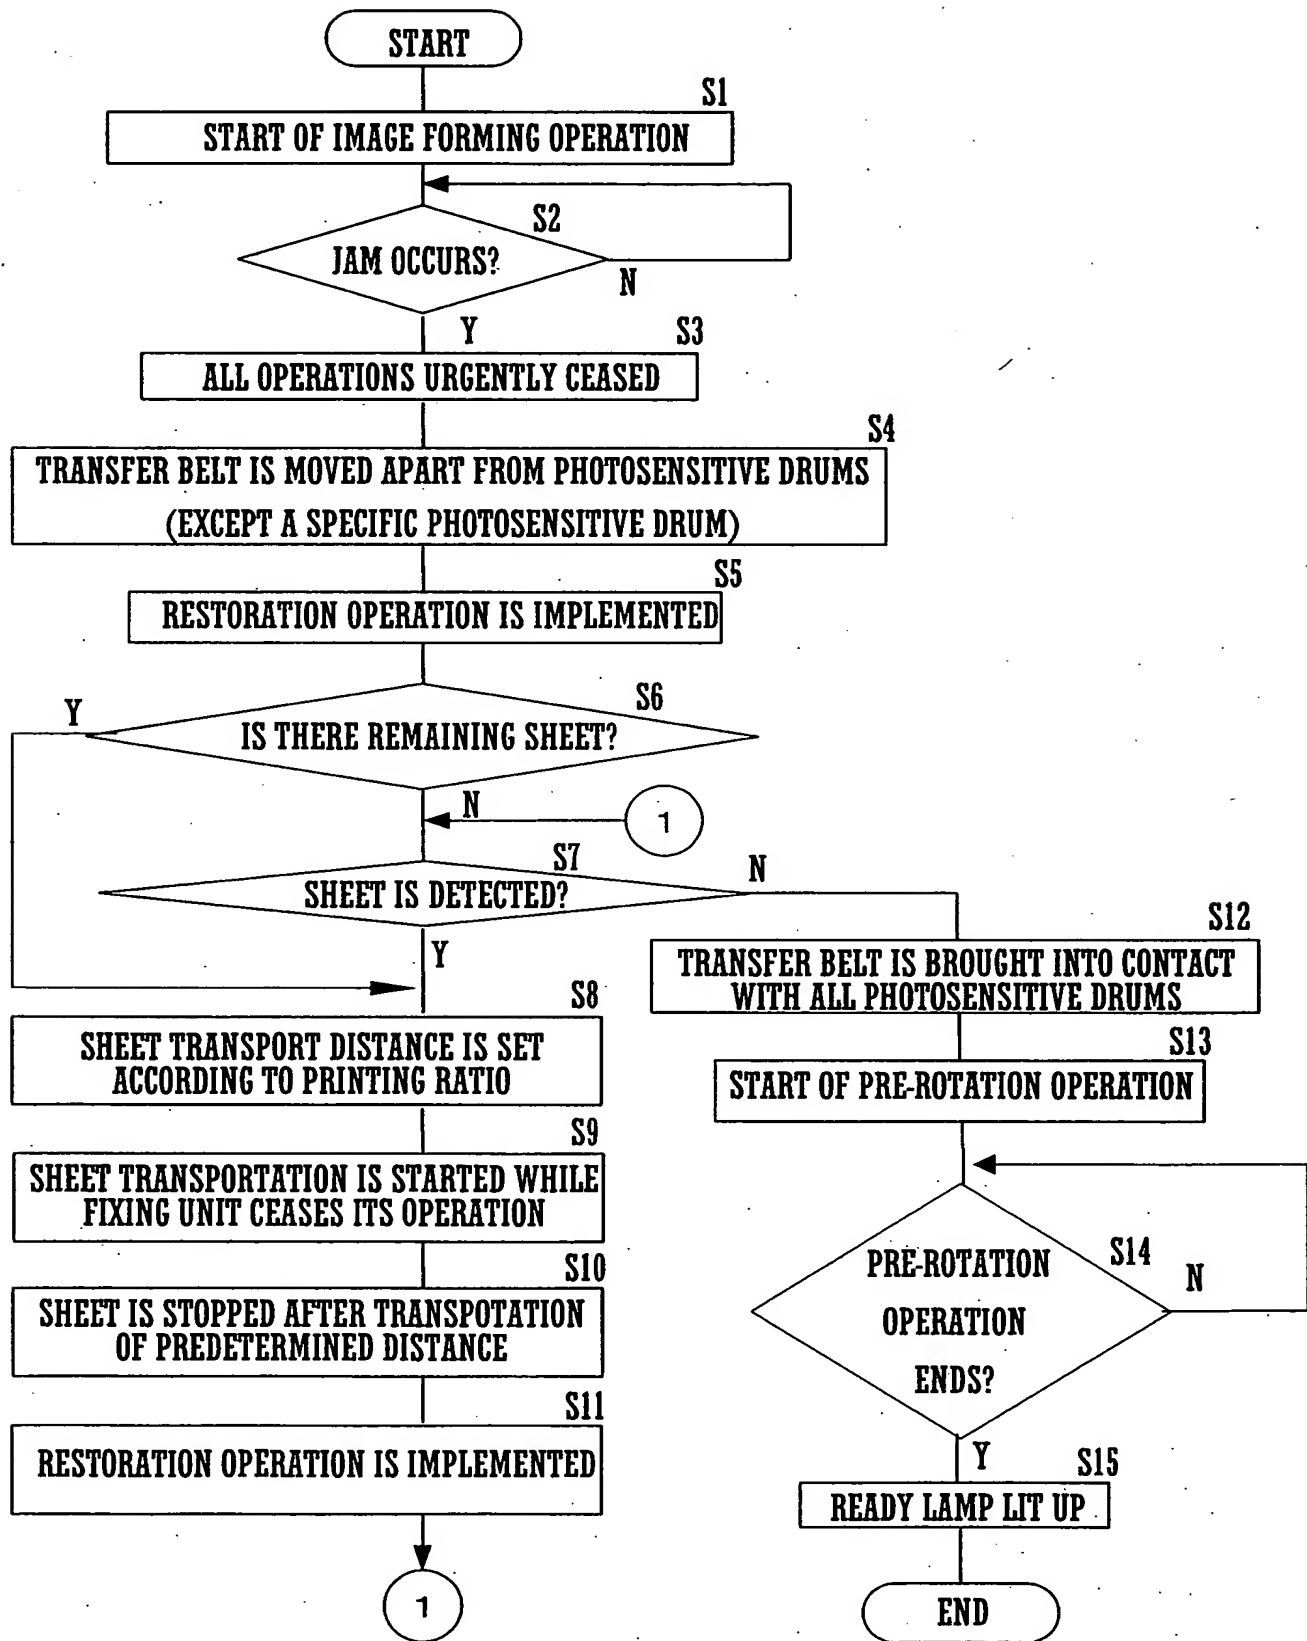 START
S1
START OF IMAGE FORMING OPERATION
S2
JAM OCCURS?
N
Y
S3
ALL OPERATIONS URGENTLY CEASED
S4
TRANSFER BELT IS MOVED APART FROM PHOTOSENSITIVE DRUMS
(EXCEPT A SPECIFIC PHOTOSENSITIVE DRUM)
S5
RESTORATION OPERATION IS IMPLEMENTED
S6
Y
IS THERE REMAINING SHEET?
N
1
S7
SHEET IS DETECTED?
N
Y
S8
SHEET TRANSPORT DISTANCE IS SET
ACCORDING TO PRINTING RATIO
S9
SHEET TRANSPORTATION IS STARTED WHILE
FIXING UNIT CEASES ITS OPERATION
S10
SHEET IS STOPPED AFTER TRANSPOTATION
OF PREDETERMINED DISTANCE
S11
RESTORATION OPERATION IS IMPLEMENTED
1
S12
TRANSFER BELT IS BROUGHT INTO CONTACT
WITH ALL PHOTOSENSITIVE DRUMS
S13
START OF PRE-ROTATION OPERATION
S14
PRE-ROTATION
OPERATION
ENDS?
N
Y
S15
READY LAMP LIT UP
END